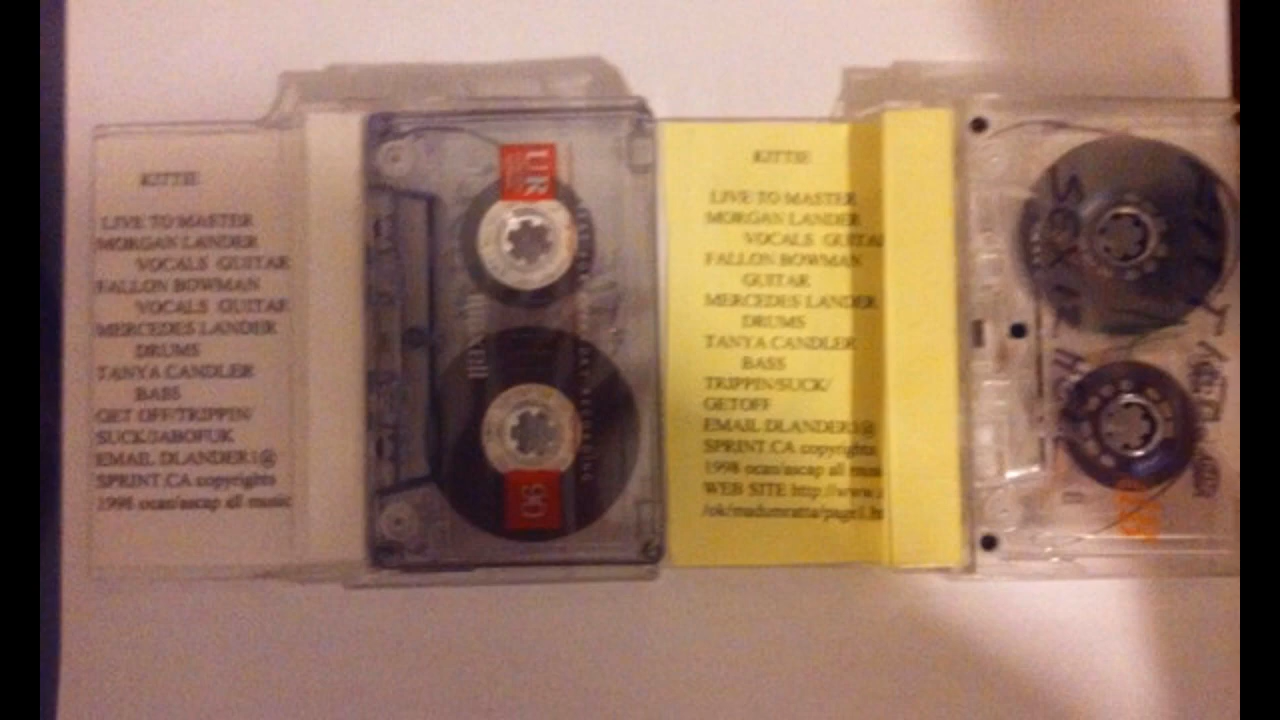 KITTIE
LIVE TO MASTER
MORGAN LANDER
VOCALS GUITAR
FALLON BOWMAN
VOCALS GUITAR
MERCEDES LANDER
DRUMS
TANYA CANDLER
BASS
GET OFF/TRIPPIN/
SUCK/JABOFUK
EMAIL DLANDER1@
SPRINT.CA copyrights
1998 ocan/ascap all music
UR
maxell
90
KITTIE
LIVE TO MASTER
MORGAN LANDER
VOCALS GUITAR
FALLON BOWMAN
GUITAR
MERCEDES LANDER
DRUMS
TANYA CANDLER
BASS
TRIPPIN/SUCK/
GETOFF
EMAIL DLANDER1@
SPRINT.CA copyrights
1998 ocan/ascap all
WEB SITE http://www.